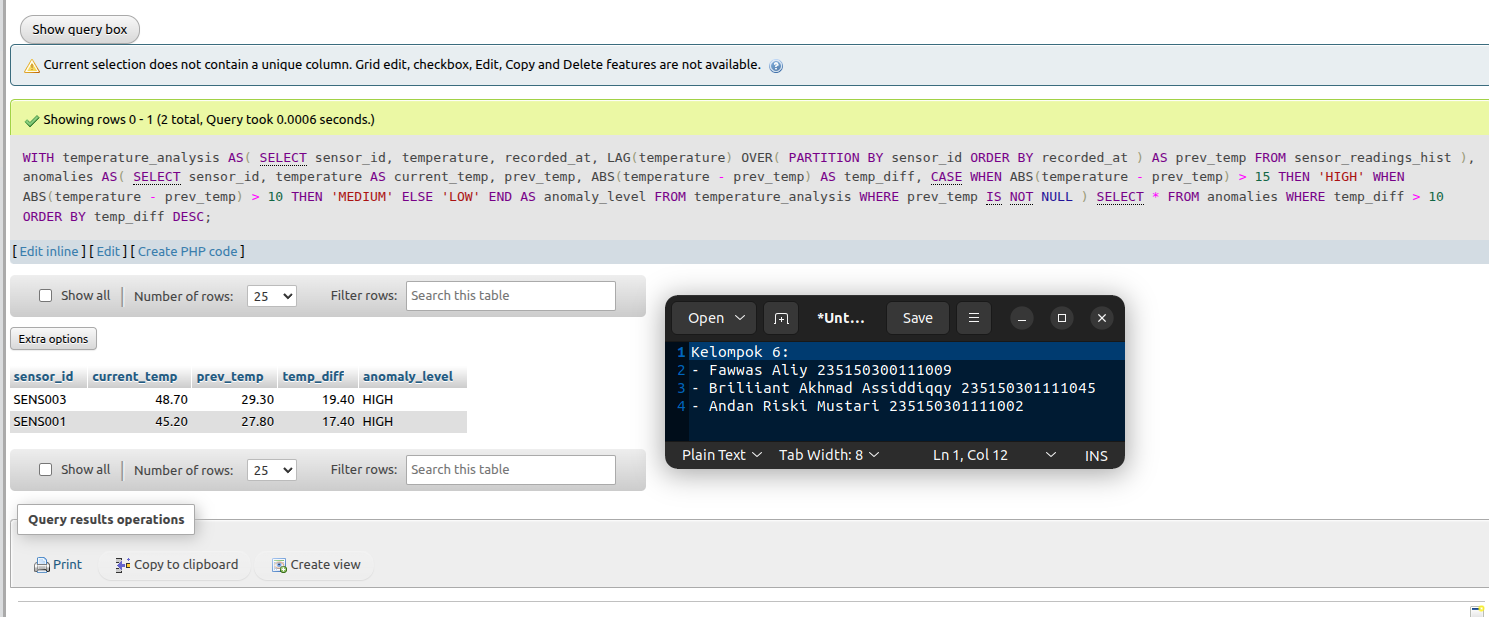 Show query box
Current selection does not contain a unique column. Grid edit, checkbox, Edit, Copy and Delete features are not available.
Showing rows 0 - 1 (2 total, Query took 0.0006 seconds.)
WITH temperature_analysis AS( SELECT sensor_id, temperature, recorded_at, LAG(temperature) OVER( PARTITION BY sensor_id ORDER BY recorded_at ) AS prev_temp FROM sensor_readings_hist ),
anomalies AS( SELECT sensor_id, temperature AS current_temp, prev_temp, ABS(temperature - prev_temp) AS temp_diff, CASE WHEN ABS(temperature - prev_temp) > 15 THEN 'HIGH' WHEN
ABS(temperature - prev_temp) > 10 THEN 'MEDIUM' ELSE 'LOW' END AS anomaly_level FROM temperature_analysis WHERE prev_temp IS NOT NULL ) SELECT * FROM anomalies WHERE temp_diff > 10
ORDER BY temp_diff DESC;
[ Edit inline ] [ Edit ] [ Create PHP code ]
Show all Number of rows: 25 Filter rows: Search this table
Extra options
sensor_id current_temp prev_temp temp_diff anomaly_level
SENS003 48.70 29.30 19.40 HIGH
SENS001 45.20 27.80 17.40 HIGH
Show all Number of rows: 25 Filter rows: Search this table
Open *Unt... Save
1 Kelompok 6:
2 - Fawwas Aliy 235150300111009
3 - Briliiant Akhmad Assiddiqqy 235150301111045
4 - Andan Riski Mustari 235150301111002
Plain Text Tab Width: 8 Ln 1, Col 12 INS
Query results operations
Print Copy to clipboard Create view